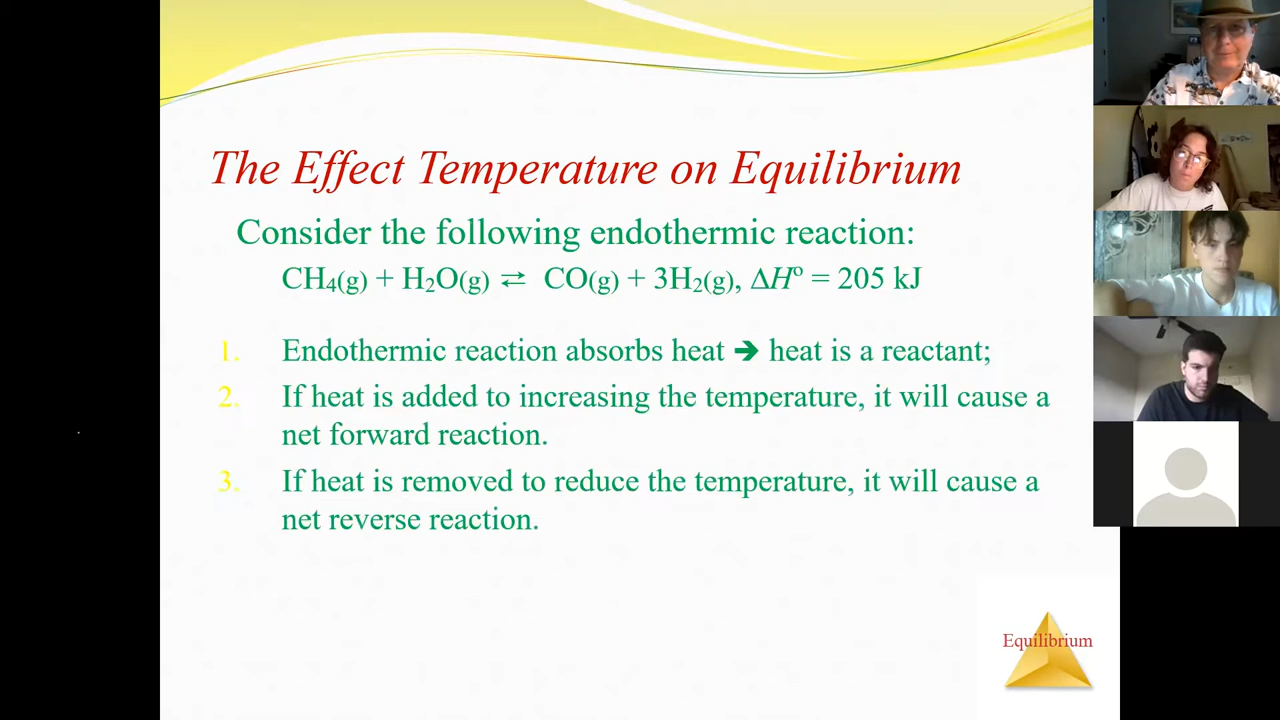 The Effect Temperature on Equilibrium
Consider the following endothermic reaction:
CH₄(g) + H₂O(g) ⇄ CO(g) + 3H₂(g), ΔHº = 205 kJ
1. Endothermic reaction absorbs heat ➔ heat is a reactant;
2. If heat is added to increasing the temperature, it will cause a
net forward reaction.
3. If heat is removed to reduce the temperature, it will cause a
net reverse reaction.
Equilibrium